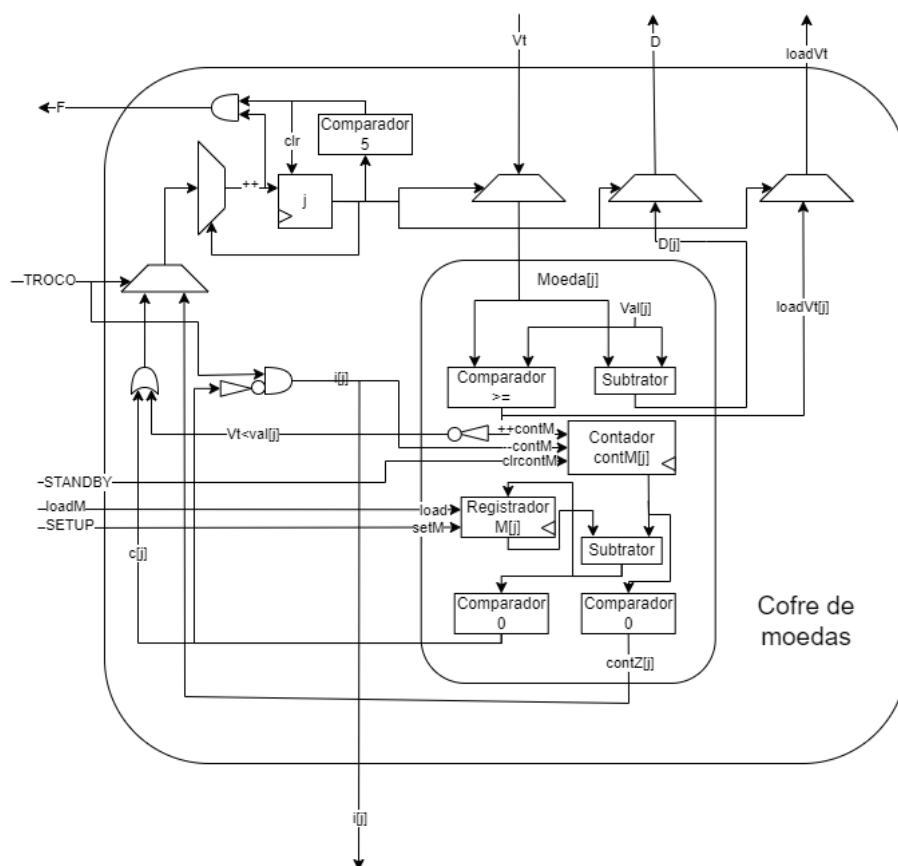 Vt
D
loadVt
F
Comparador
5
clr
++
j
TROCO
D[j]
Moeda[j]
Val[j]
loadVt[j]
Comparador
>=
Subtrator
i[j]
Vt<val[j]
++contM
--contM
clrcontM
Contador
contM[j]
STANDBY
loadM
SETUP
load
setM
Registrador
M[j]
c[j]
Subtrator
Comparador
0
Comparador
0
contZ[j]
Cofre de
moedas
i[j]